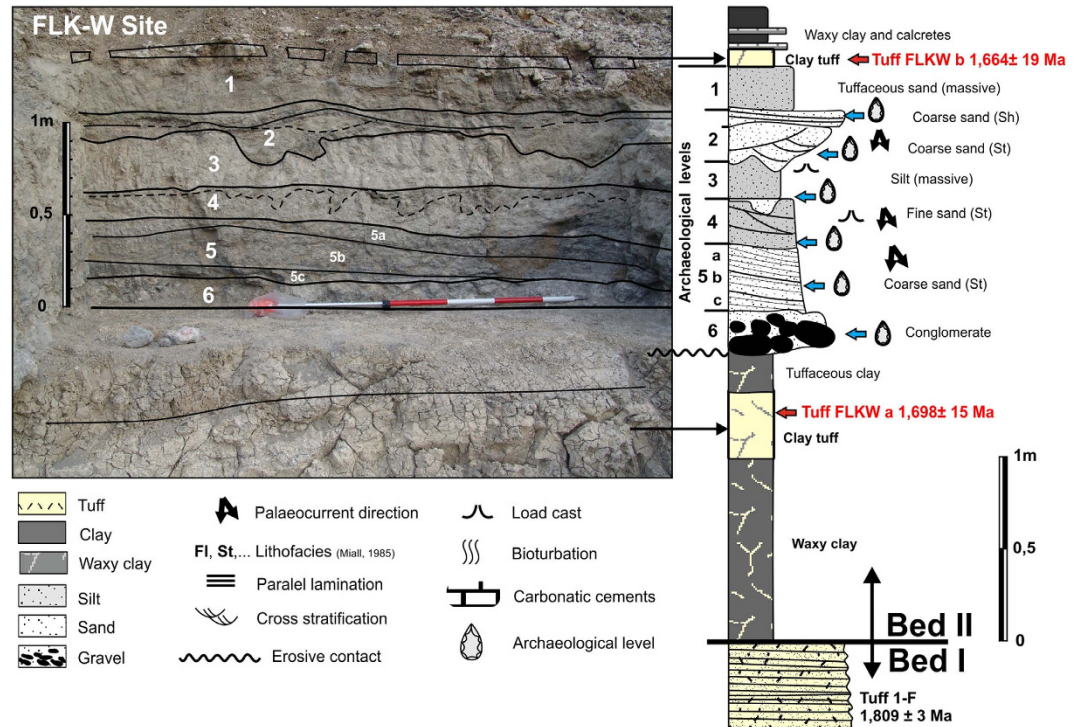 FLK-W Site
1
2
3
4
5
5a
5b
5c
6
1m
0,5
0
Waxy clay and calcretes
Clay tuff
Tuff FLKW b 1,664± 19 Ma
Tuffaceous sand (massive)
Coarse sand (Sh)
Coarse sand (St)
Silt (massive)
Fine sand (St)
Coarse sand (St)
Conglomerate
Archaeological levels
1
2
3
4
a
5 b
c
6
Tuffaceous clay
Tuff FLKW a 1,698± 15 Ma
Clay tuff
Waxy clay
1m
0,5
0
Bed II
Bed I
Tuff 1-F
1,809 ± 3 Ma
Tuff
Clay
Waxy clay
Silt
Sand
Gravel
Palaeocurrent direction
Fl, St,... Lithofacies (Miall, 1985)
Paralel lamination
Cross stratification
Erosive contact
Load cast
Bioturbation
Carbonatic cements
Archaeological level